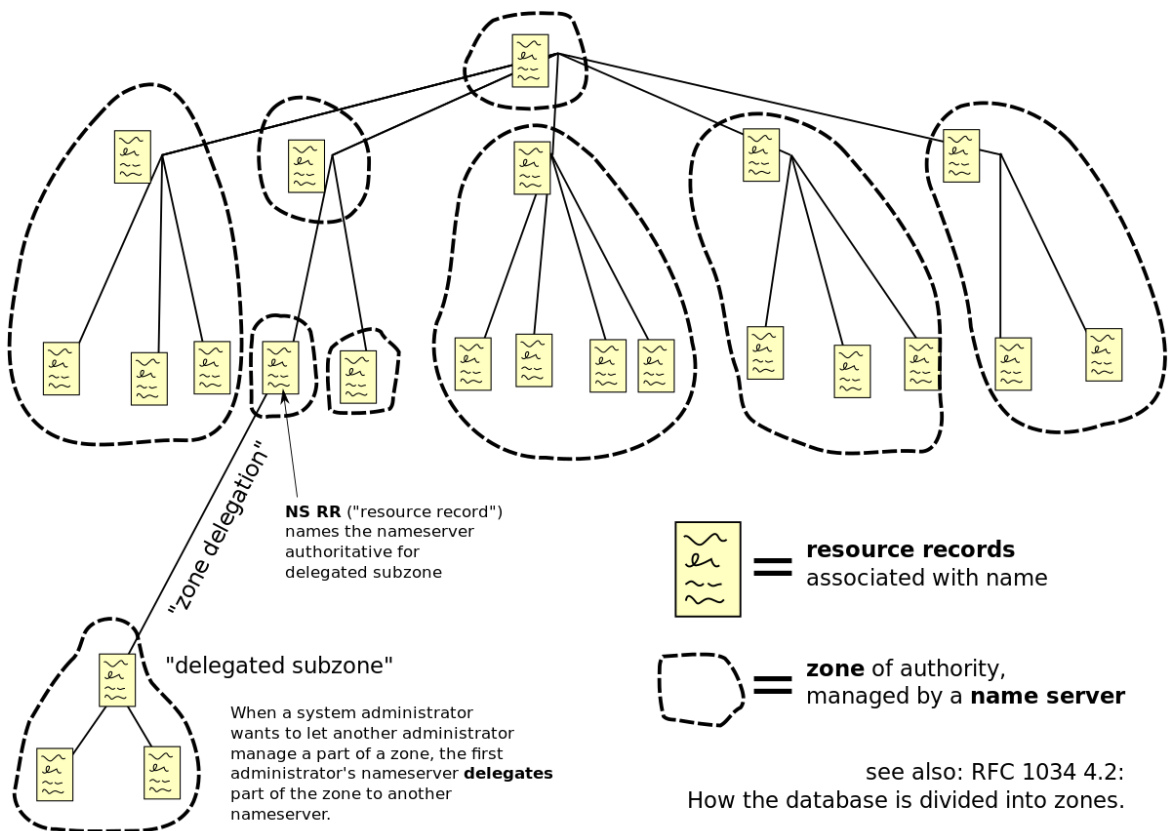 "zone delegation"
NS RR ("resource record")
names the nameserver
authoritative for
delegated subzone
resource records
associated with name
"delegated subzone"
zone of authority,
managed by a name server
When a system administrator
wants to let another administrator
manage a part of a zone, the first
administrator's nameserver delegates
part of the zone to another
nameserver.
see also: RFC 1034 4.2:
How the database is divided into zones.